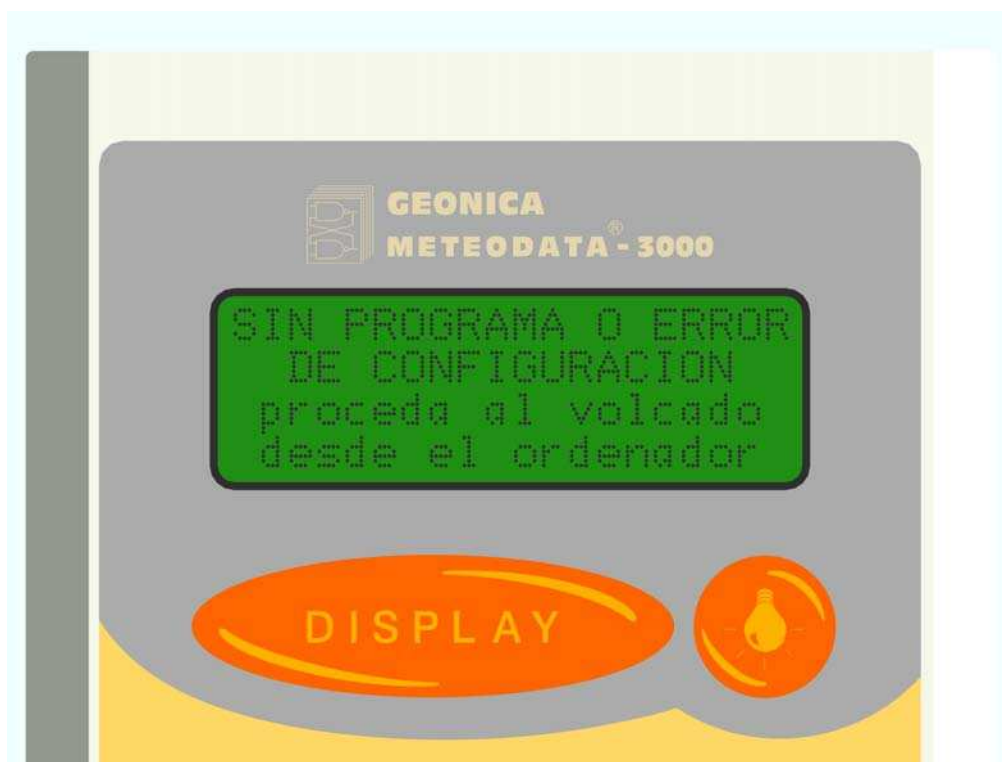 GEONICA
METEODATA® - 3000
SIN PROGRAMA O ERROR
DE CONFIGURACION
proceda al volcado
desde el ordenador
DISPLAY